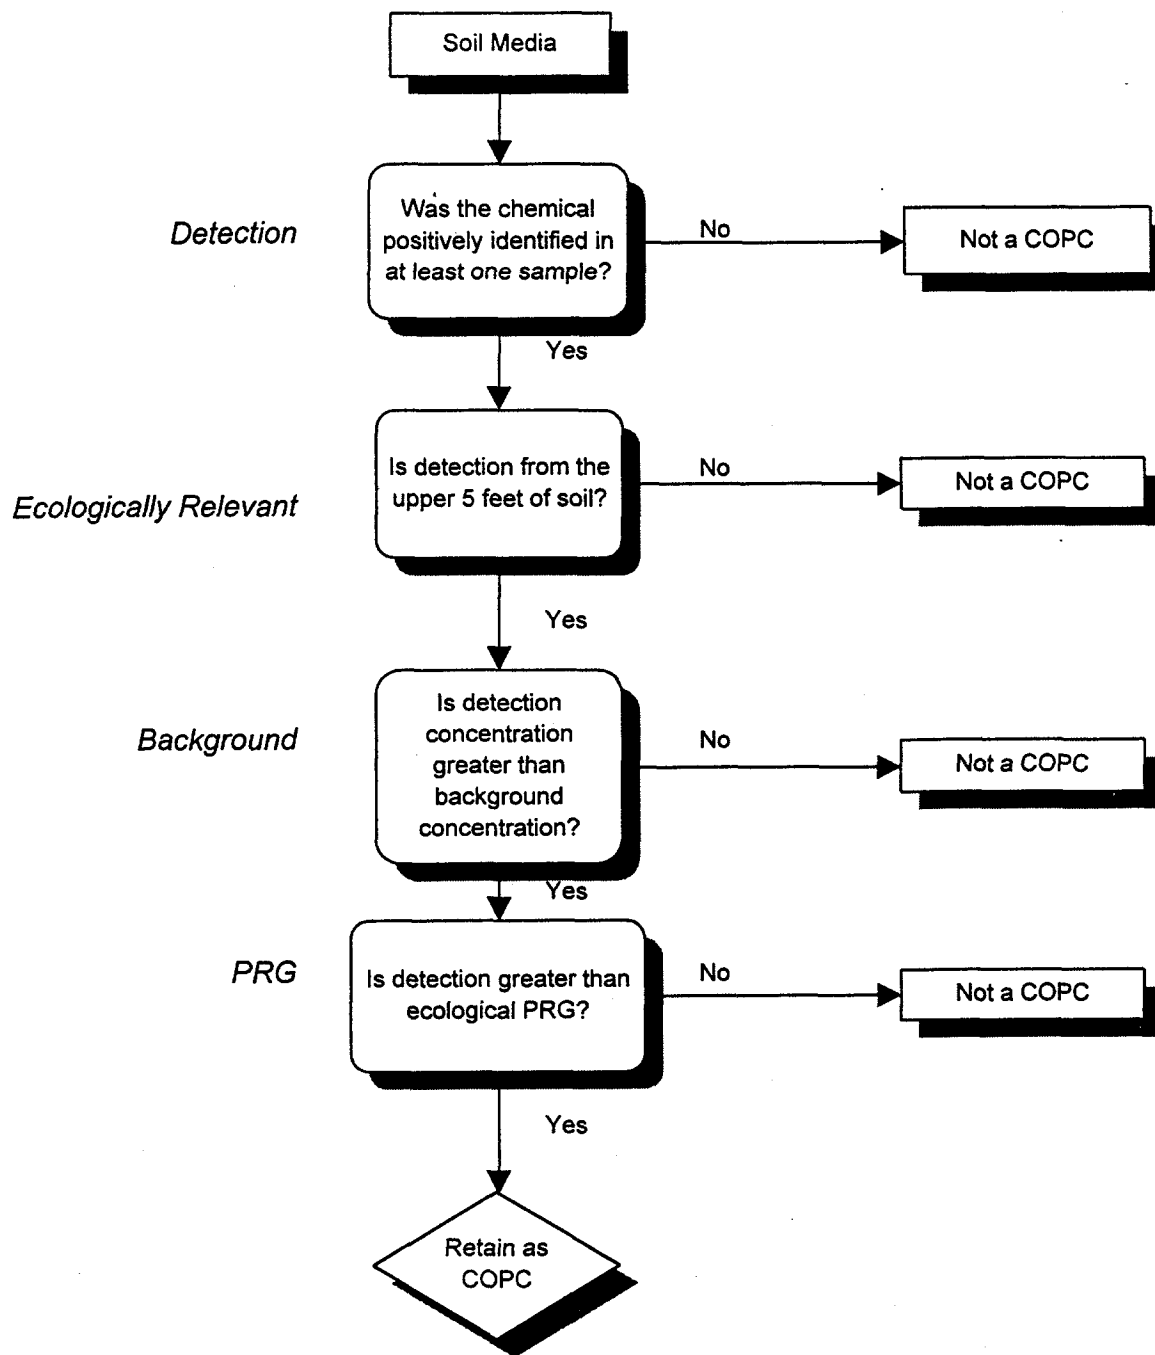 Soil Media
Detection
Was the chemical
positively identified in
at least one sample?
No
Not a COPC
Yes
Ecologically Relevant
Is detection from the
upper 5 feet of soil?
No
Not a COPC
Yes
Background
Is detection
concentration
greater than
background
concentration?
No
Not a COPC
Yes
PRG
Is detection greater than
ecological PRG?
No
Not a COPC
Yes
Retain as
COPC